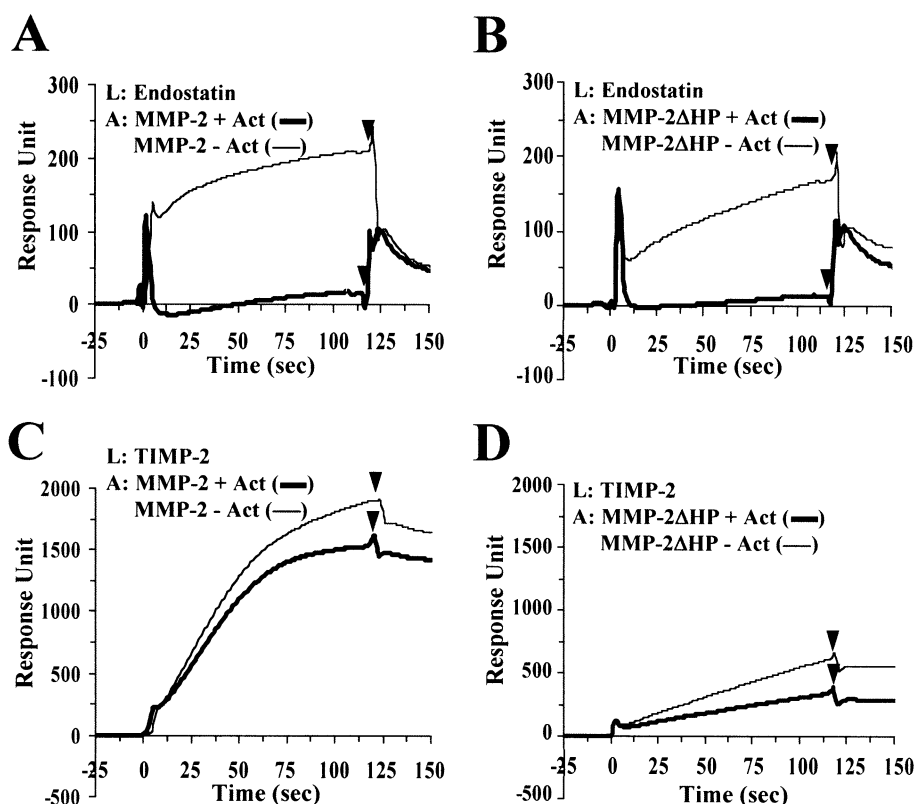 A
L: Endostatin
A: MMP-2 + Act ( )
MMP-2 - Act ( )
Response Unit
300
200
100
0
-100
-25 0 25 50 75 100 125 150
Time (sec)
B
L: Endostatin
A: MMP-2ΔHP + Act ( )
MMP-2ΔHP - Act ( )
Response Unit
300
200
100
0
-100
-25 0 25 50 75 100 125 150
Time (sec)
C
L: TIMP-2
A: MMP-2 + Act ( )
MMP-2 - Act ( )
Response Unit
2000
1500
1000
500
0
-500
-25 0 25 50 75 100 125 150
Time (sec)
D
L: TIMP-2
A: MMP-2ΔHP + Act ( )
MMP-2ΔHP - Act ( )
Response Unit
2000
1500
1000
500
0
-500
-25 0 25 50 75 100 125 150
Time (sec)